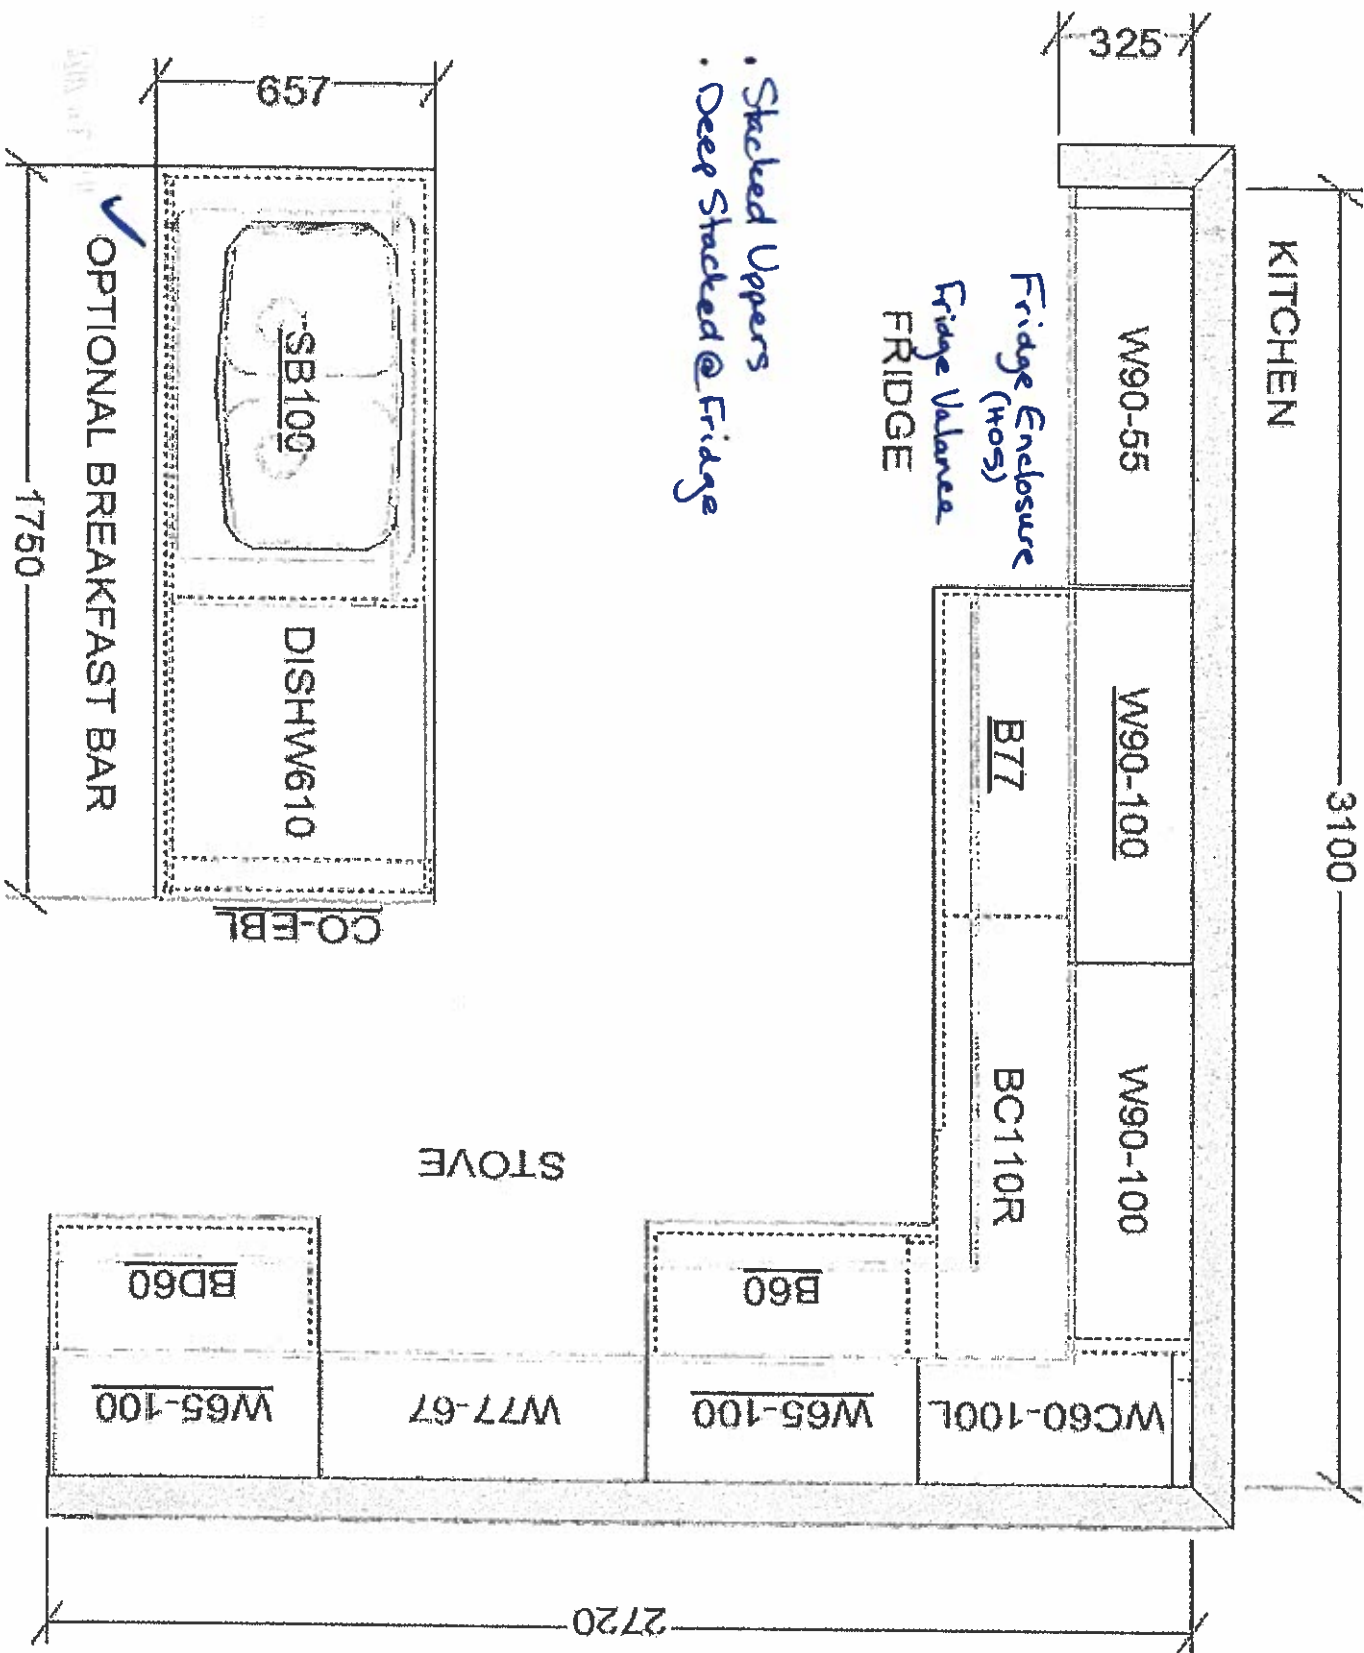 KITCHEN
3100
325
W90-55
W90-100
W90-100
Fridge Enclosure
(HOS)
Fridge Valance
FRIDGE
B77
BC110R
• Stacked Uppers
• Deep Stacked @ Fridge
657
SB100
DISHW610
CO-EBL
✓
OPTIONAL BREAKFAST BAR
1750
STOVE
BD60
B60
W65-100
W77-67
W65-100
WC60-100L
2720